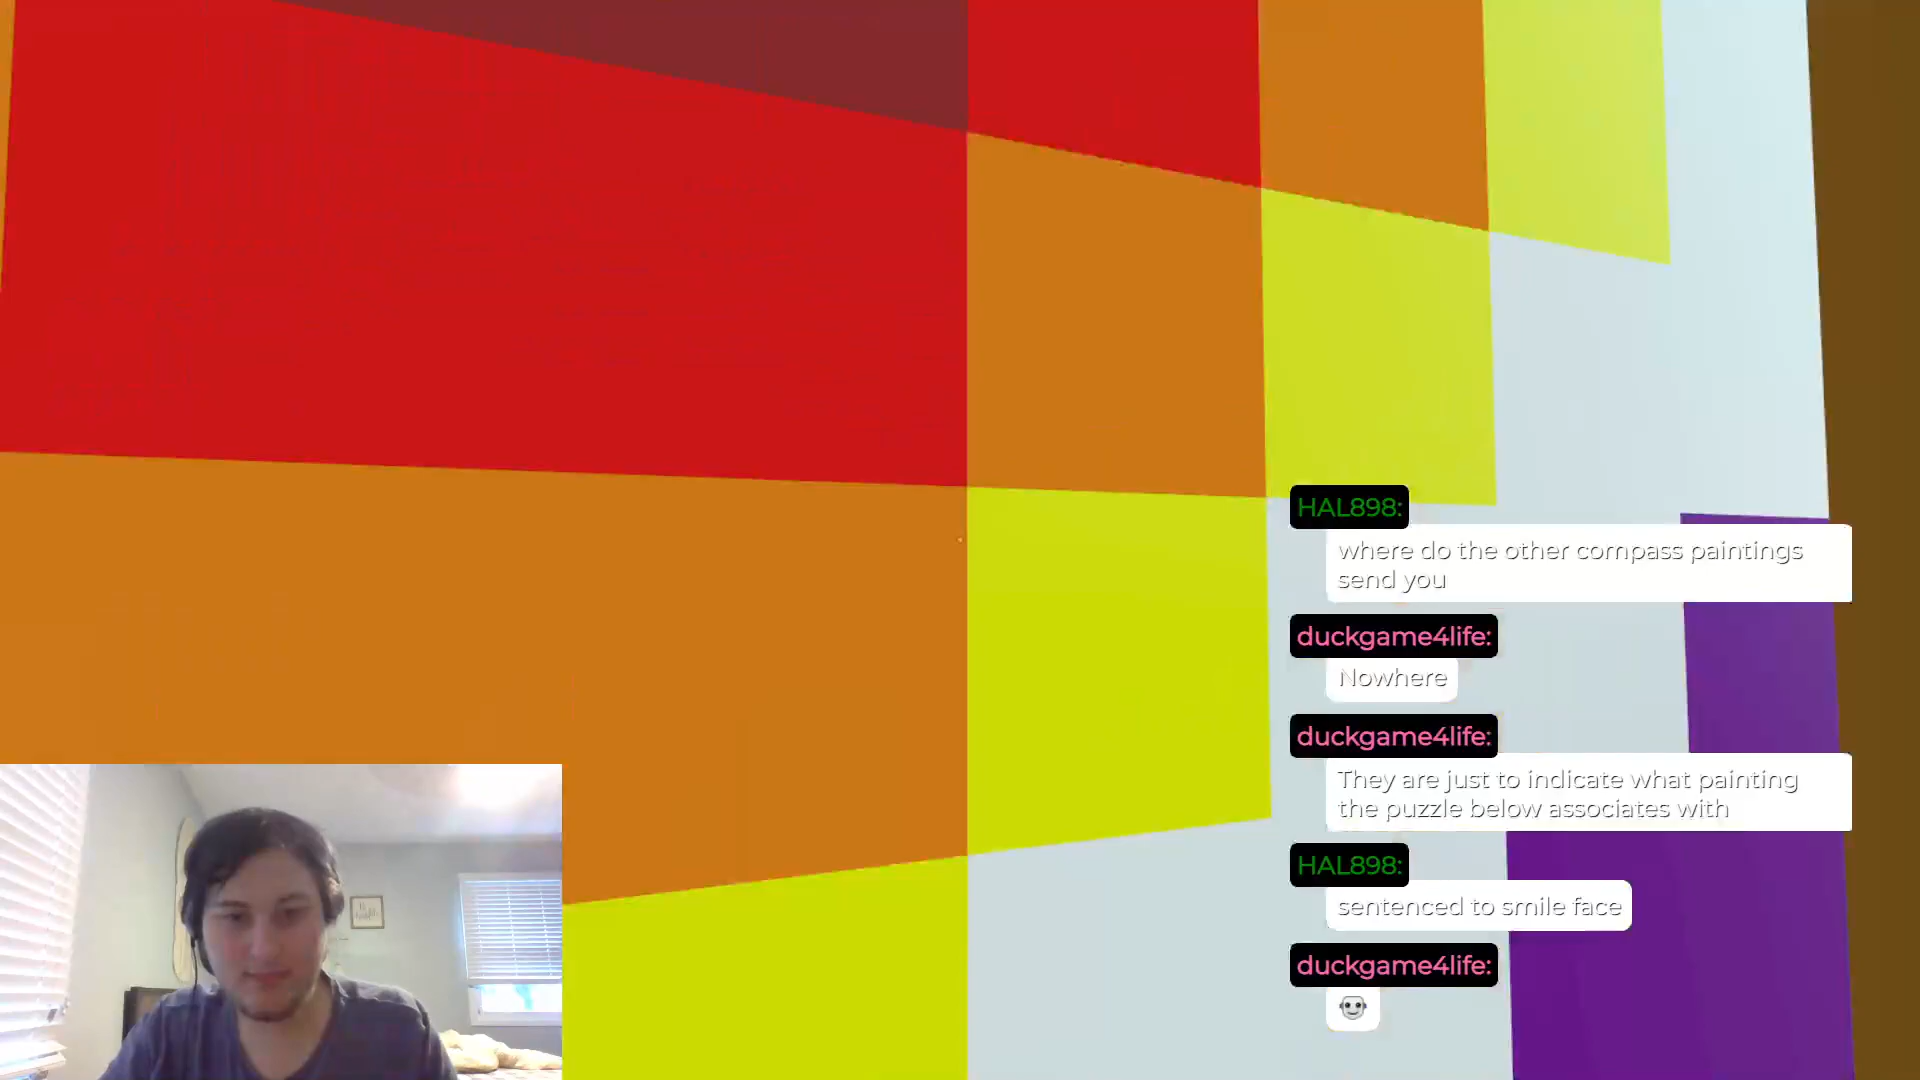 HAL898:
where do the other compass paintings
send you
duckgame4life:
Nowhere
duckgame4life:
They are just to indicate what painting
the puzzle below associates with
HAL898:
sentenced to smile face
duckgame4life: